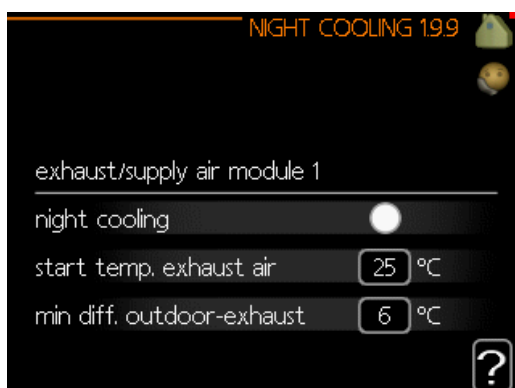 NIGHT COOLING 1.9.9
exhaust/supply air module 1
night cooling
start temp. exhaust air 25 °C
min diff. outdoor-exhaust 6 °C
?